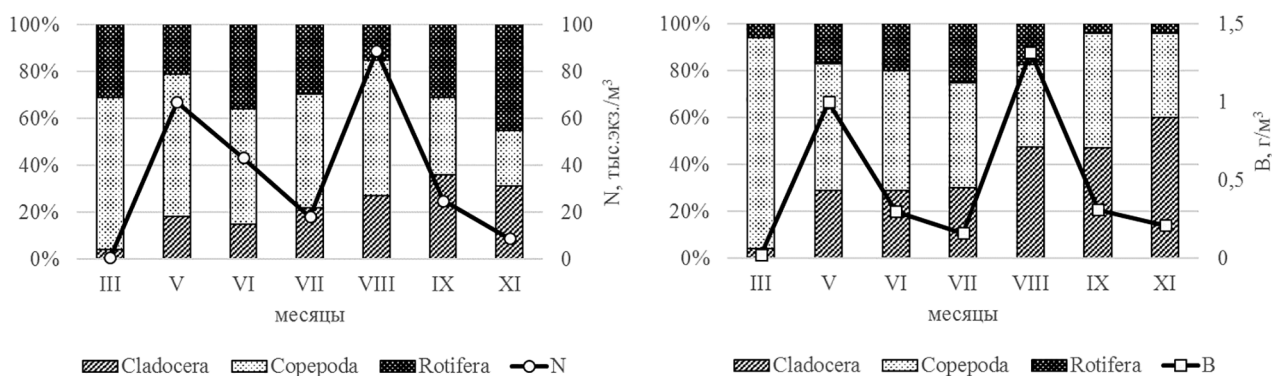 100%
80%
60%
40%
20%
0%
100
80
60
40
20
0
N, тыс.экз./м³
III V VI VII VIII IX XI
месяцы
Cladocera Copepoda Rotifera N
100%
80%
60%
40%
20%
0%
1,5
1
0,5
0
B, г/м³
III V VI VII VIII IX XI
месяцы
Cladocera Copepoda Rotifera B